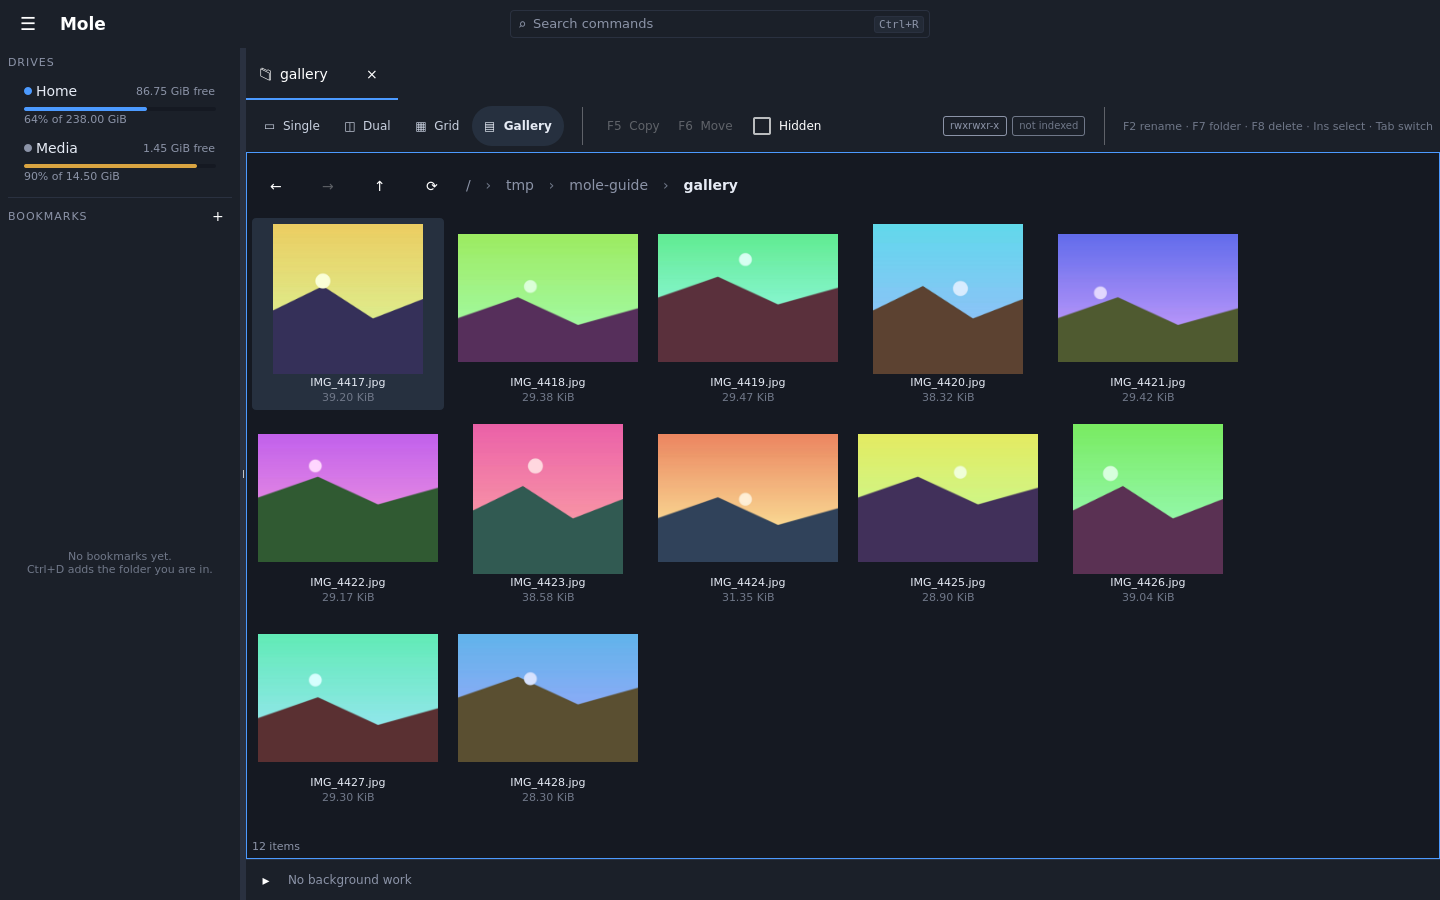 Mole
Search commands Ctrl+R
DRIVES
Home 86.75 GiB free
64% of 238.00 GiB
Media 1.45 GiB free
90% of 14.50 GiB
BOOKMARKS +
No bookmarks yet.
Ctrl+D adds the folder you are in.
gallery ×
Single Dual Grid Gallery F5 Copy F6 Move Hidden rwxrwxr-x not indexed F2 rename · F7 folder · F8 delete · Ins select · Tab switch
/ › tmp › mole-guide › gallery
IMG_4417.jpg IMG_4418.jpg IMG_4419.jpg IMG_4420.jpg IMG_4421.jpg
39.20 KiB 29.38 KiB 29.47 KiB 38.32 KiB 29.42 KiB
IMG_4422.jpg IMG_4423.jpg IMG_4424.jpg IMG_4425.jpg IMG_4426.jpg
29.17 KiB 38.58 KiB 31.35 KiB 28.90 KiB 39.04 KiB
IMG_4427.jpg IMG_4428.jpg
29.30 KiB 28.30 KiB
12 items
No background work